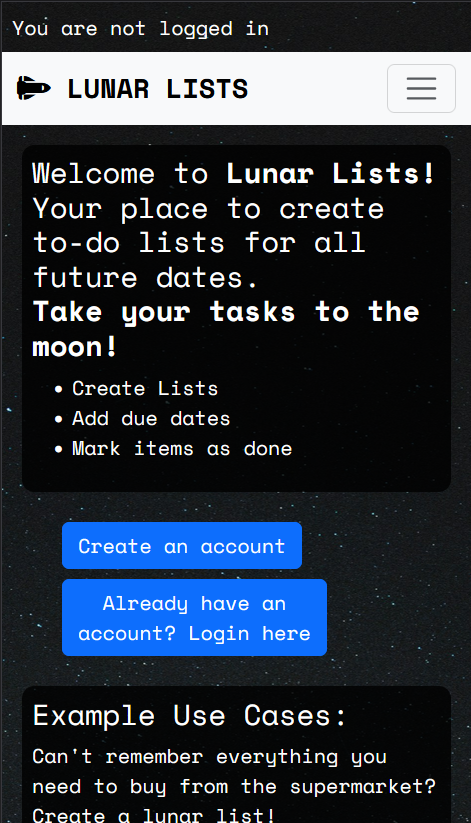 You are not logged in
LUNAR LISTS
Welcome to Lunar Lists!
Your place to create
to-do lists for all
future dates.
Take your tasks to the
moon!
• Create Lists
• Add due dates
• Mark items as done
Create an account
Already have an
account? Login here
Example Use Cases:
Can't remember everything you
need to buy from the supermarket?
Create a lunar list!